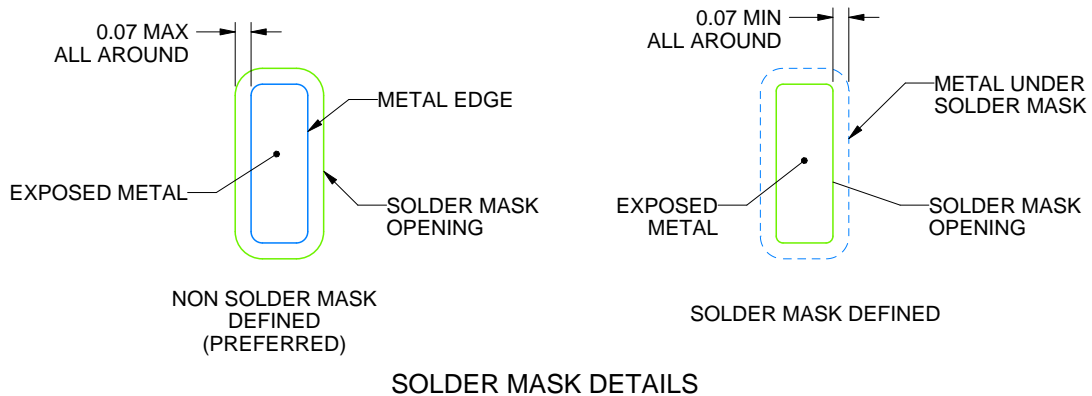 0.07 MAX
ALL AROUND
METAL EDGE
EXPOSED METAL
SOLDER MASK
OPENING
NON SOLDER MASK
DEFINED
(PREFERRED)
0.07 MIN
ALL AROUND
METAL UNDER
SOLDER MASK
EXPOSED
METAL
SOLDER MASK
OPENING
SOLDER MASK DEFINED
SOLDER MASK DETAILS